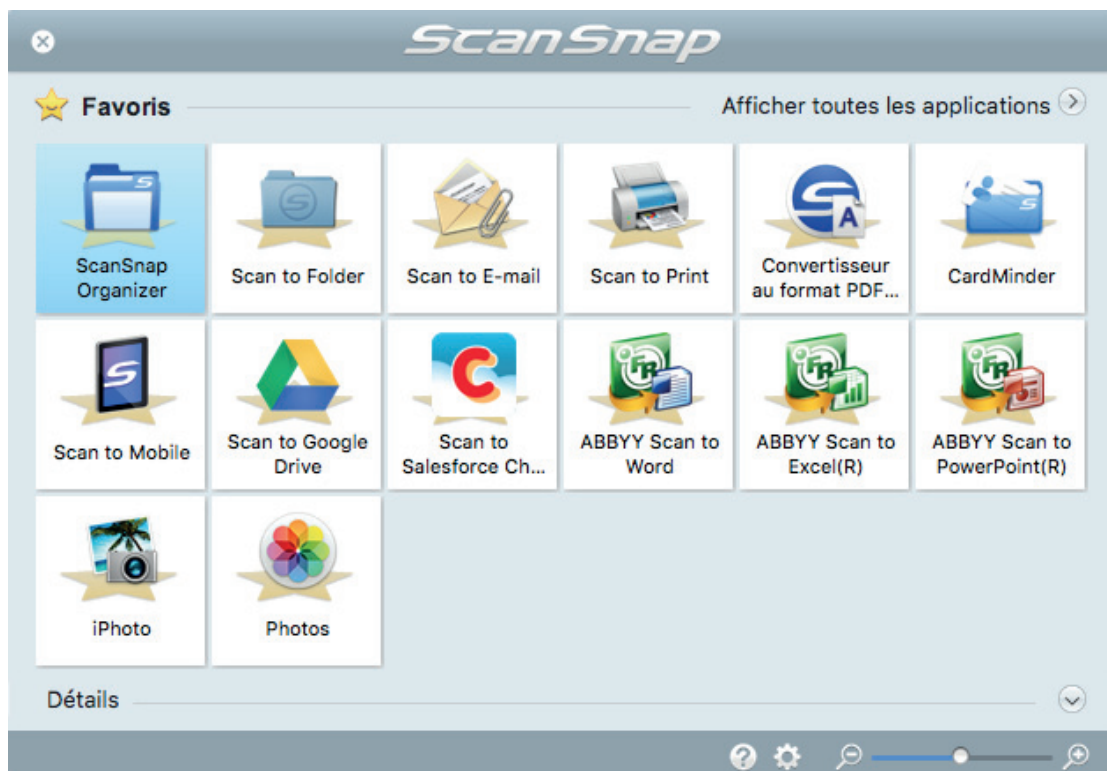 ScanSnap
Favoris
Afficher toutes les applications
ScanSnap
Organizer
Scan to Folder
Scan to E-mail
Scan to Print
Convertisseur
au format PDF...
CardMinder
Scan to Mobile
Scan to Google
Drive
Scan to
Salesforce Ch...
ABBYY Scan to
Word
ABBYY Scan to
Excel(R)
ABBYY Scan to
PowerPoint(R)
iPhoto
Photos
Détails